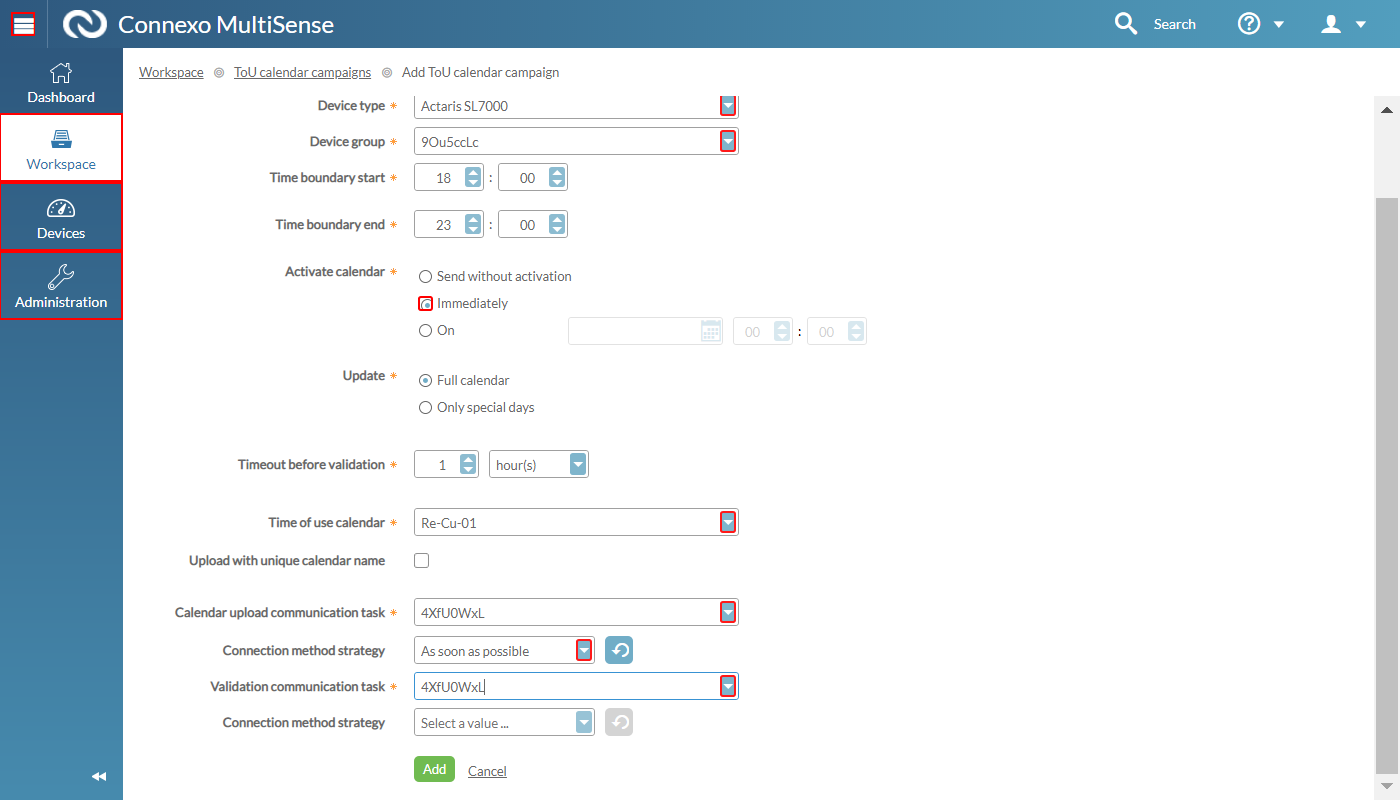 Connexo MultiSense
Search
Dashboard
Workspace
Devices
Administration
Workspace ToU calendar campaigns Add ToU calendar campaign
Device type * Actaris SL7000
Device group * 9Ou5ccLc
Time boundary start * 18 : 00
Time boundary end * 23 : 00
Activate calendar * Send without activation
Immediately
On 00 : 00
Update * Full calendar
Only special days
Timeout before validation * 1 hour(s)
Time of use calendar * Re-Cu-01
Upload with unique calendar name
Calendar upload communication task * 4XfU0WxL
Connection method strategy As soon as possible
Validation communication task * 4XfU0WxL
Connection method strategy Select a value ...
Add Cancel